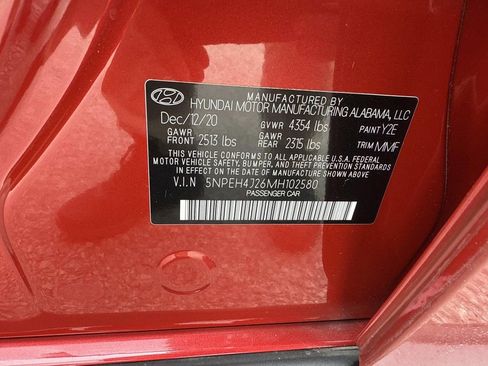 MANUFACTURED BY
HYUNDAI MOTOR MANUFACTURING ALABAMA, LLC
Dec/12/20 GVWR 4354 lbs PAINT Y2E
GAWR FRONT 2513 lbs GAWR REAR 2315 lbs TRIM MMF
THIS VEHICLE CONFORMS TO ALL APPLICABLE U.S.A. FEDERAL
MOTOR VEHICLE SAFETY, BUMPER, AND THEFT PREVENTION STANDARDS
IN EFFECT ON THE DATE OF MANUFACTURE SHOWN ABOVE.
V.I.N 5NPEH4J26MH102580
PASSENGER CAR